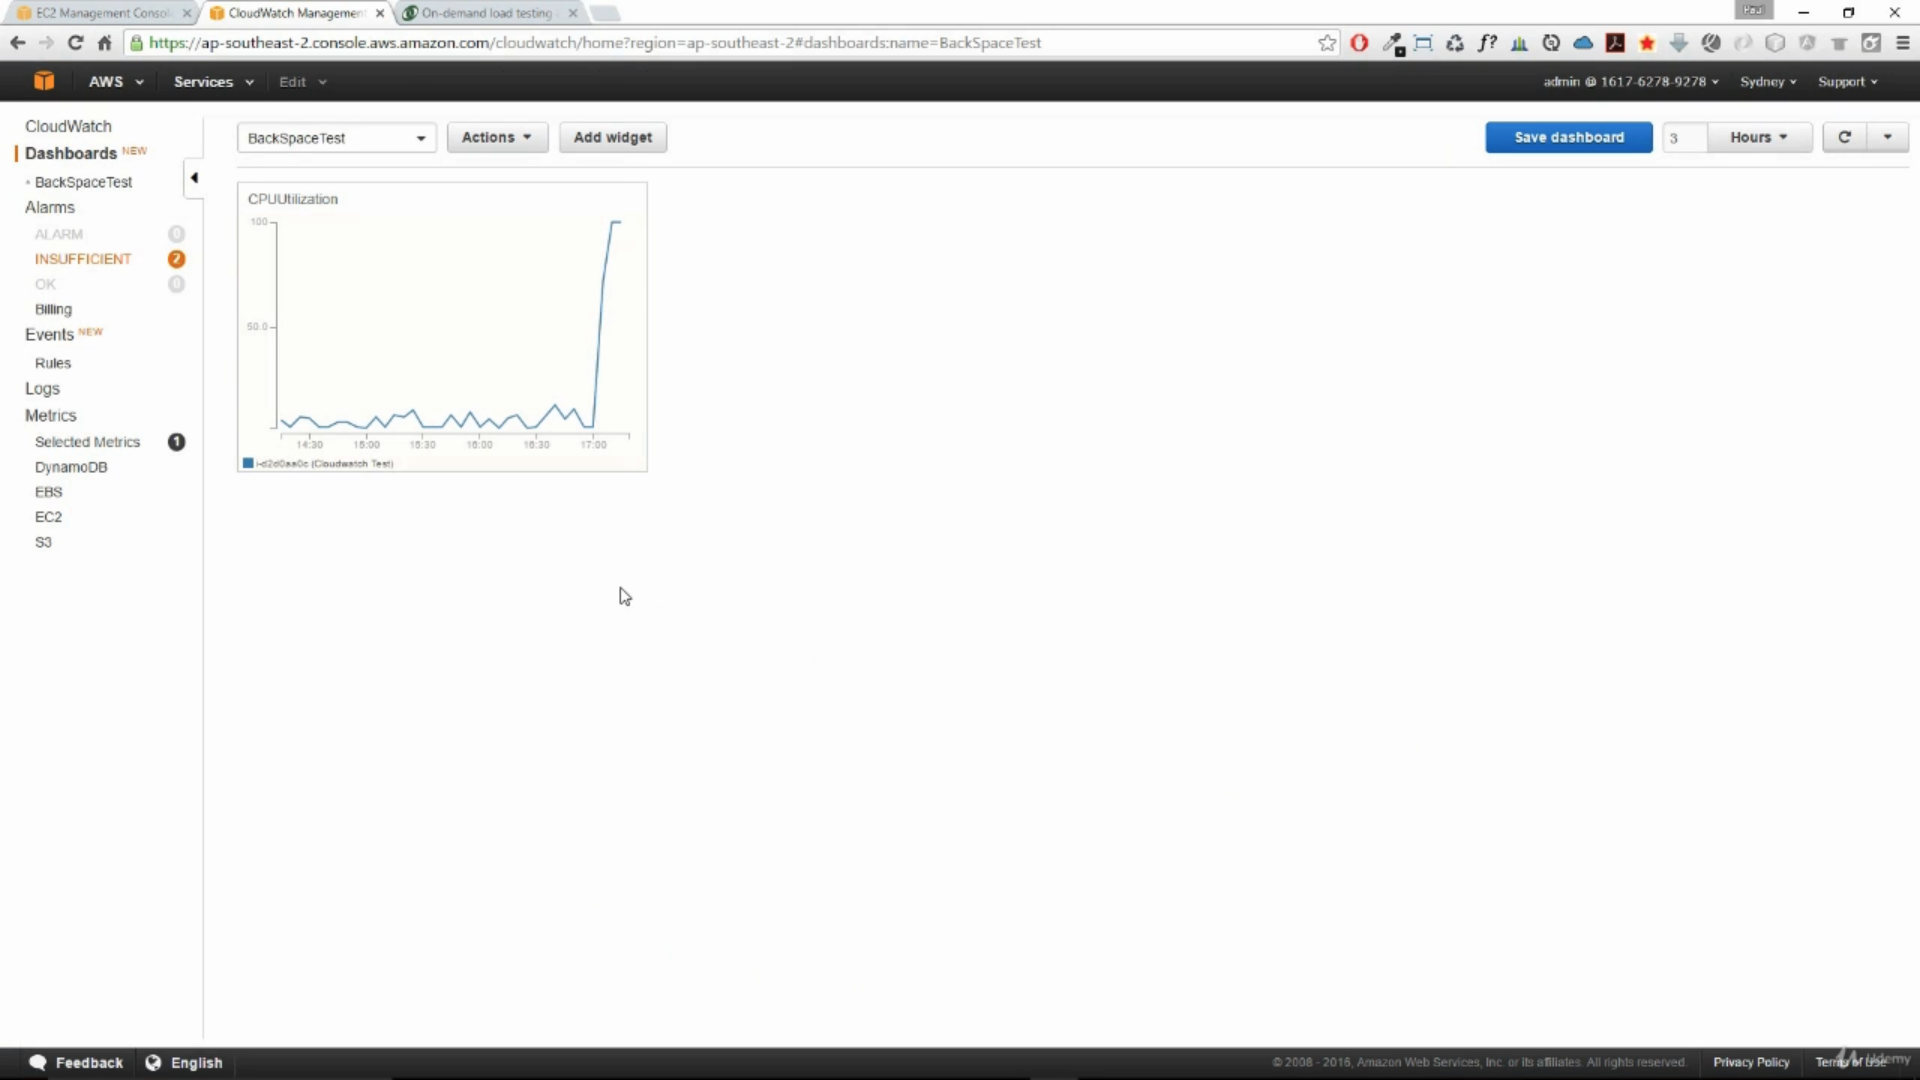 EC2 Management Consol
CloudWatch Managemen
On-demand load testing
Paul
https://ap-southeast-2.console.aws.amazon.com/cloudwatch/home?region=ap-southeast-2#dashboards:name=BackSpaceTest
AWS
Services
Edit
admin @ 1617-6278-9278
Sydney
Support
CloudWatch
Dashboards NEW
BackSpaceTest
Alarms
ALARM 0
INSUFFICIENT 2
OK 0
Billing
Events NEW
Rules
Logs
Metrics
Selected Metrics 1
DynamoDB
EBS
EC2
S3
BackSpaceTest
Actions
Add widget
Save dashboard
3
Hours
CPUUtilization
100
50.0
14:30
15:00
15:30
16:00
16:30
17:00
(Cloudwatch Test)
Feedback
English
© 2008 - 2016, Amazon Web Services, Inc. or its affiliates. All rights reserved.
Privacy Policy
Terms of Use
Udemy